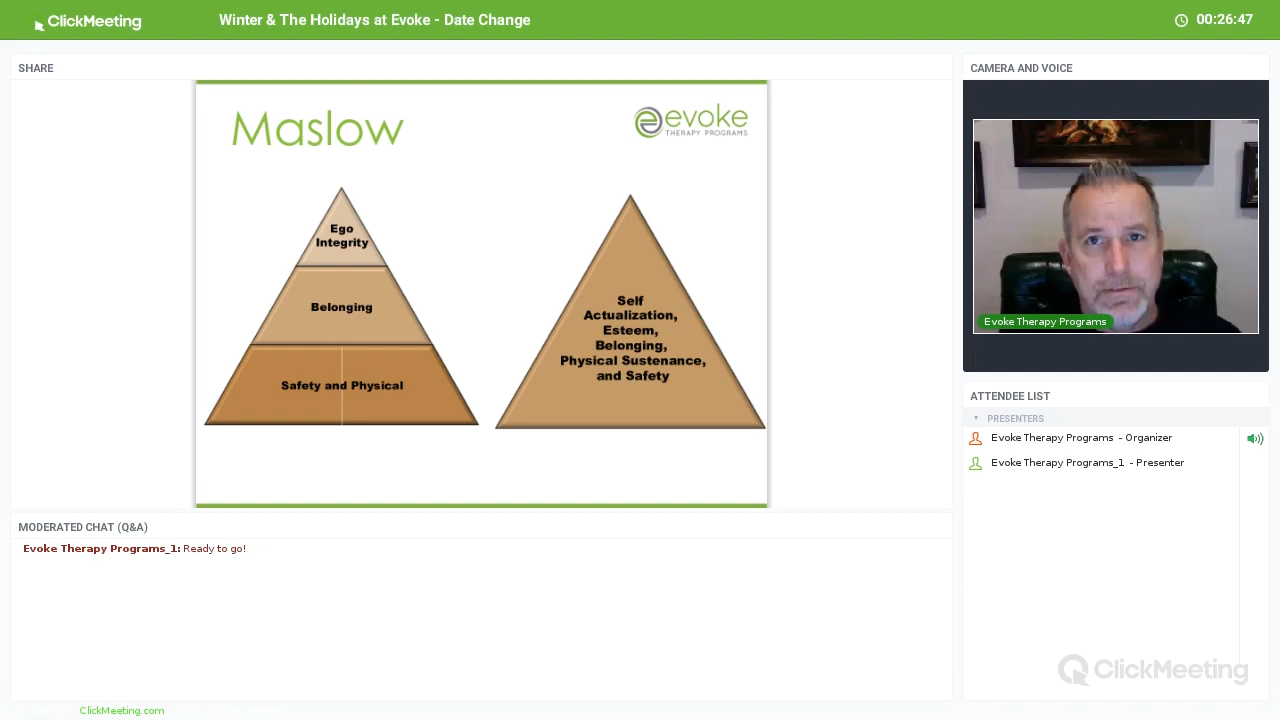 ClickMeeting
Winter & The Holidays at Evoke - Date Change
00:26:47
SHARE
Maslow
evoke
THERAPY PROGRAMS
Ego
Integrity
Belonging
Safety and Physical
Self
Actualization,
Esteem,
Belonging,
Physical Sustenance,
and Safety
MODERATED CHAT (Q&A)
Evoke Therapy Programs_1: Ready to go!
CAMERA AND VOICE
Evoke Therapy Programs
ATTENDEE LIST
PRESENTERS
Evoke Therapy Programs - Organizer
Evoke Therapy Programs_1 - Presenter
ClickMeeting
ClickMeeting.com